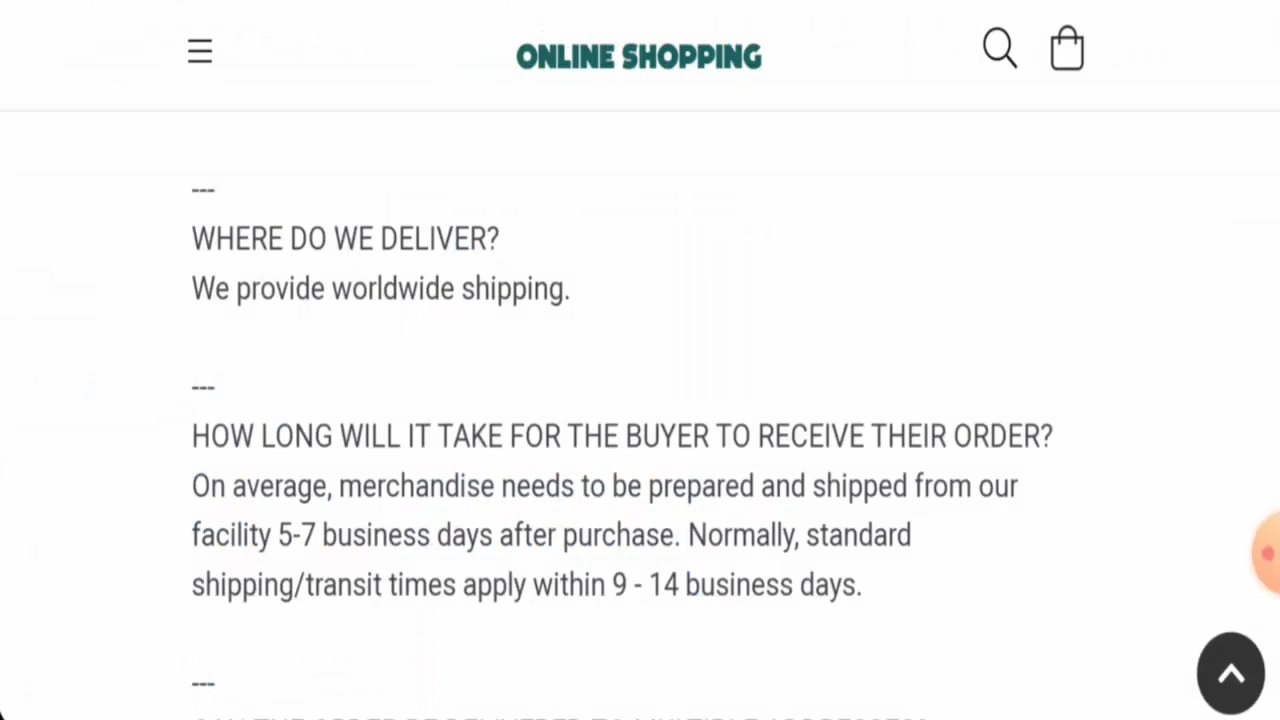 ONLINE SHOPPING
---
WHERE DO WE DELIVER?
We provide worldwide shipping.
---
HOW LONG WILL IT TAKE FOR THE BUYER TO RECEIVE THEIR ORDER?
On average, merchandise needs to be prepared and shipped from our
facility 5-7 business days after purchase. Normally, standard
shipping/transit times apply within 9 - 14 business days.
---